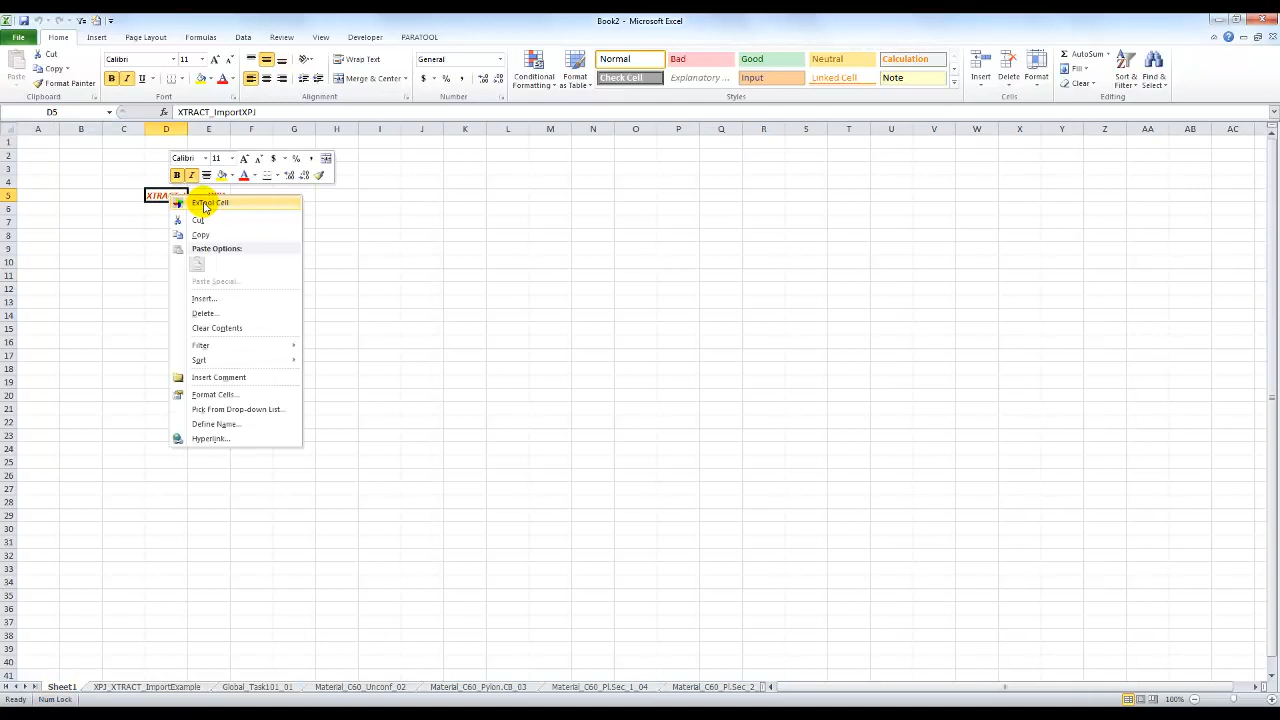 Book2 - Microsoft Excel
File Home Insert Page Layout Formulas Data Review View Developer PARATOOL
Cut
Copy
Format Painter
Paste
Clipboard
Calibri 11
B I U
Font
Wrap Text
Merge & Center
Alignment
General
$ % ,
Number
Conditional Formatting
Format as Table
Normal Bad Good Neutral Calculation
Check Cell Explanatory ... Input Linked Cell Note
Styles
Insert Delete Format
Cells
AutoSum
Fill
Clear
Sort & Filter
Find & Select
Editing
D5 fx XTRACT_ImportXPJ
A B C D E F G H I J K L M N O P Q R S T U V W X Y Z AA AB AC
1
2
3
4
5
6
7
8
9
10
11
12
13
14
15
16
17
18
19
20
21
22
23
24
25
26
27
28
29
30
31
32
33
34
35
36
37
38
39
40
41
Calibri 11 A A $ % ,
B I A
ExTool Cell
Cut
Copy
Paste Options:
Paste Special...
Insert...
Delete...
Clear Contents
Filter
Sort
Insert Comment
Format Cells...
Pick From Drop-down List...
Define Name...
Hyperlink...
Sheet1 XPJ_XTRACT_ImportExample Global_Task101_01 Material_C60_Unconf_02 Material_C60_Pylon.CB_03 Material_C60_Pl.Sec_1_04 Material_C60_Pl.Sec_2
Ready Num Lock 100%